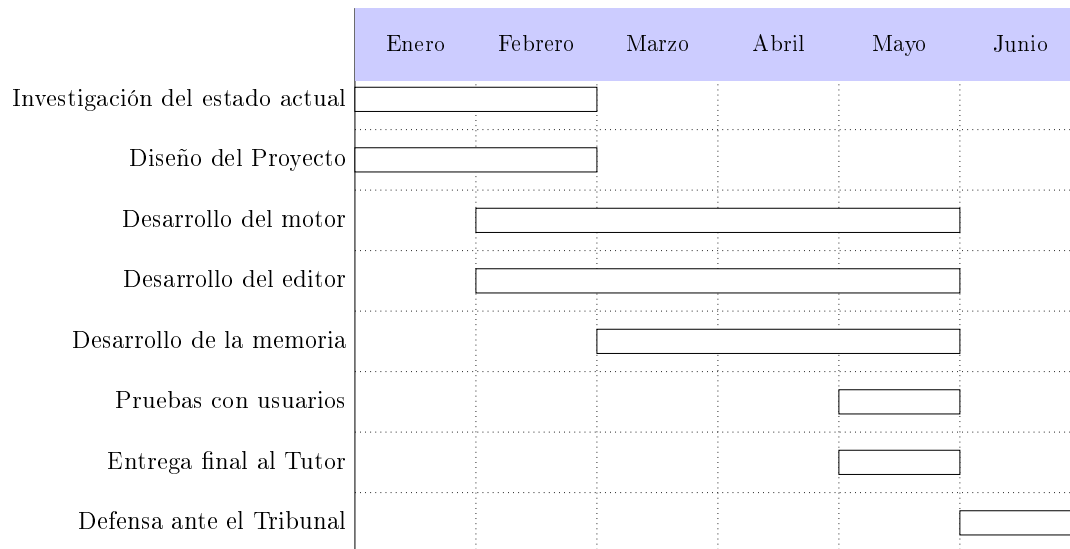 Enero Febrero Marzo Abril Mayo Junio
Investigación del estado actual
Diseño del Proyecto
Desarrollo del motor
Desarrollo del editor
Desarrollo de la memoria
Pruebas con usuarios
Entrega final al Tutor
Defensa ante el Tribunal